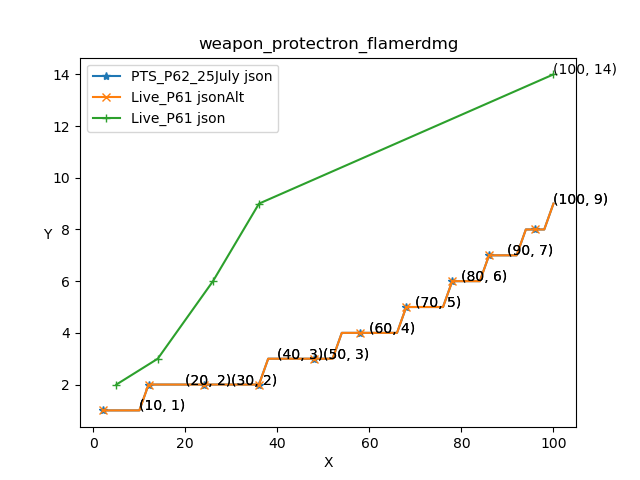 weapon_protectron_flamerdmg
PTS_P62_25July json
Live_P61 jsonAlt
Live_P61 json
(100, 14)
(100, 9)
(90, 7)
(80, 6)
(70, 5)
(60, 4)
(40, 3)(50, 3)
(20, 2)(30, 2)
(10, 1)
Y
14
12
10
8
6
4
2
0 20 40 60 80 100
X